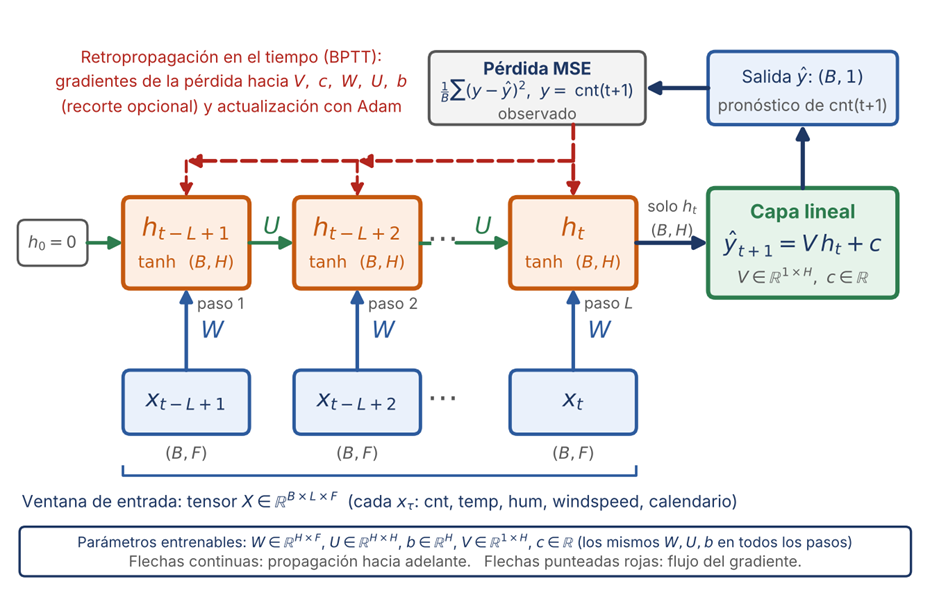 Retropropagación en el tiempo (BPTT):
gradientes de la pérdida hacia V, c, W, U, b
(recorte opcional) y actualización con Adam
Pérdida MSE
1/B ∑(y − ŷ)², y = cnt(t+1)
observado
Salida ŷ: (B, 1)
pronóstico de cnt(t+1)
h₀ = 0
U
h_{t−L+1}
tanh (B, H)
h_{t−L+2}
tanh (B, H)
⋯
U
h_t
tanh (B, H)
solo h_t
(B, H)
Capa lineal
ŷ_{t+1} = V h_t + c
V ∈ ℝ^{1×H}, c ∈ ℝ
paso 1
W
paso 2
W
paso L
W
x_{t−L+1}
x_{t−L+2}
⋯
x_t
(B, F)
(B, F)
(B, F)
Ventana de entrada: tensor X ∈ ℝ^{B×L×F} (cada x_τ: cnt, temp, hum, windspeed, calendario)
Parámetros entrenables: W ∈ ℝ^{H×F}, U ∈ ℝ^{H×H}, b ∈ ℝ^H, V ∈ ℝ^{1×H}, c ∈ ℝ (los mismos W, U, b en todos los pasos)
Flechas continuas: propagación hacia adelante. Flechas punteadas rojas: flujo del gradiente.